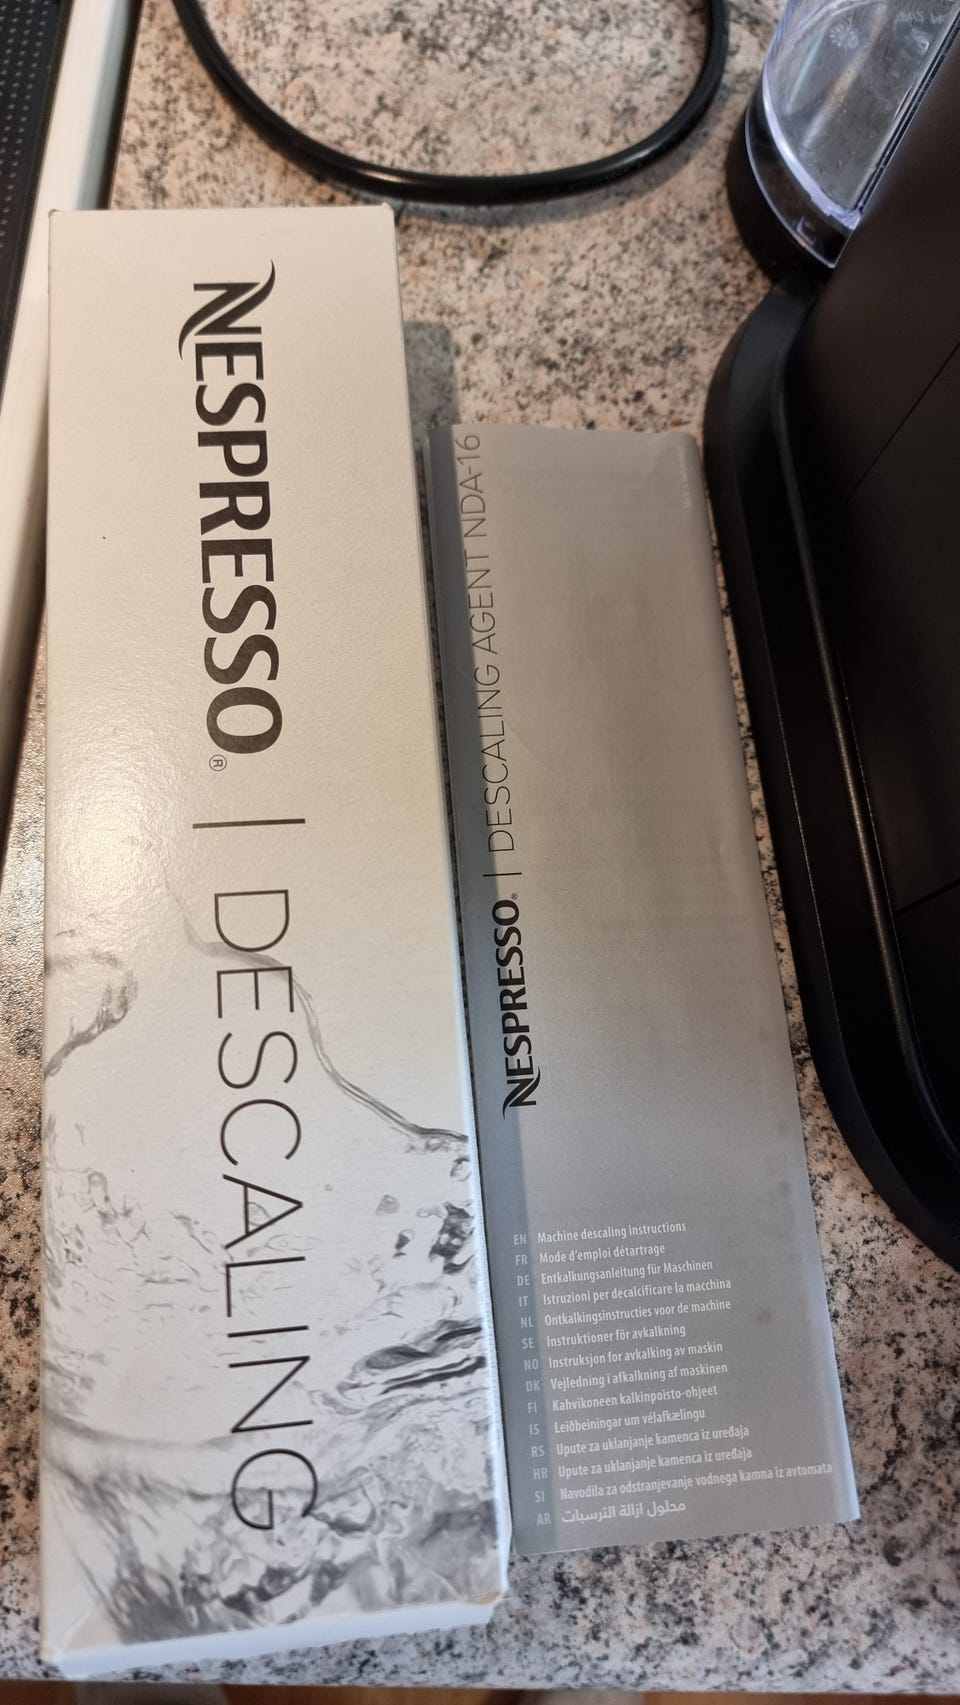 NESPRESSO® | DESCALING
NESPRESSO® | DESCALING AGENT NDA-16
EN Machine descaling instructions
FR Mode d'emploi détartrage
DE Entkalkungsanleitung für Maschinen
IT Istruzioni per decalcificare la macchina
NL Ontkalkingsinstructies voor de machine
SE Instruktioner för avkalkning
NO Instruksjon for avkalking av maskin
DK Vejledning i afkalkning af maskinen
FI Kahvikoneen kalkinpoisto-ohjeet
IS Leiðbeiningar um vélafkælingu
RS Upute za uklanjanje kamenca iz uređaja
HR Upute za uklanjanje kamenca iz uređaja
SI Navodila za odstranjevanje vodnega kamna iz avtomata
AR محلول ازالة الترسبات